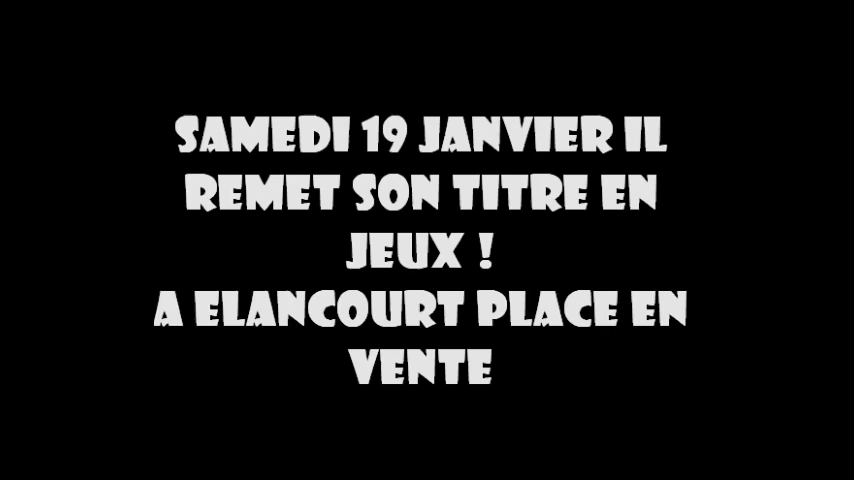 SAMEDI 19 JANVIER IL
REMET SON TITRE EN
JEUX !
A ELANCOURT PLACE EN
VENTE